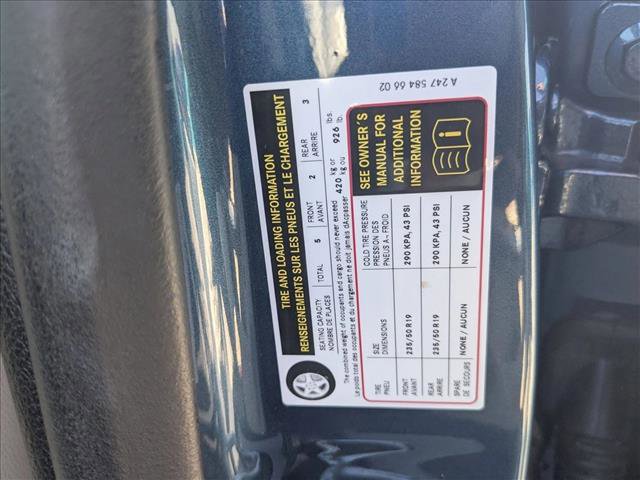 TIRE AND LOADING INFORMATION
RENSEIGNEMENTS SUR LES PNEUS ET LE CHARGEMENT
SEATING CAPACITY
NOMBRE DE PLACES
TOTAL 5
FRONT
AVANT
2
REAR
ARRIERE
3
The combined weight of occupants and cargo should never exceed 420 kg or 926 lbs.
Le poids total des occupants et du chargement ne doit jamais dÀcpasser 420 kg ou 926 lb.
TIRE
PNEU
SIZE
DIMENSIONS
COLD TIRE PRESSURE
PRESSION DES
PNEUS A- FROID
FRONT
AVANT
235/50 R19
290 KPA, 43 PSI
REAR
ARRIERE
235/50 R19
290 KPA, 43 PSI
SPARE
DE SECOURS
NONE / AUCUN
NONE / AUCUN
SEE OWNER´S
MANUAL FOR
ADDITIONAL
INFORMATION
i
A 247 584 66 02